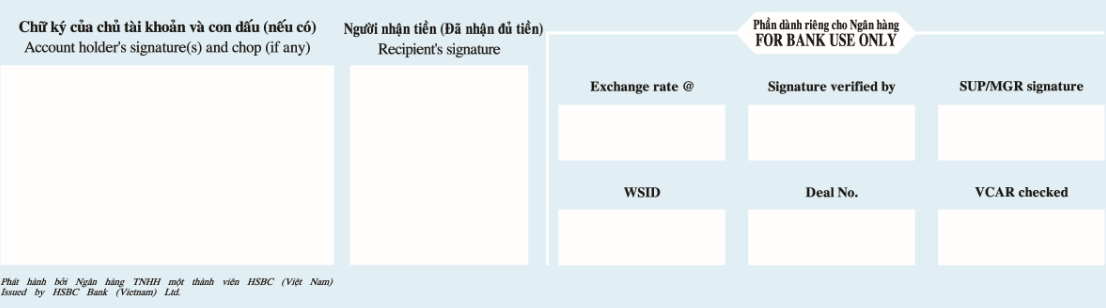 Chữ ký của chủ tài khoản và con dấu (nếu có)
Account holder's signature(s) and chop (if any)
Người nhận tiền (Đã nhận đủ tiền)
Recipient's signature
Phần dành riêng cho Ngân hàng
FOR BANK USE ONLY
Exchange rate @
Signature verified by
SUP/MGR signature
WSID
Deal No.
VCAR checked
Phát hành bởi Ngân hàng TNHH một thành viên HSBC (Việt Nam)
Issued by HSBC Bank (Vietnam) Ltd.